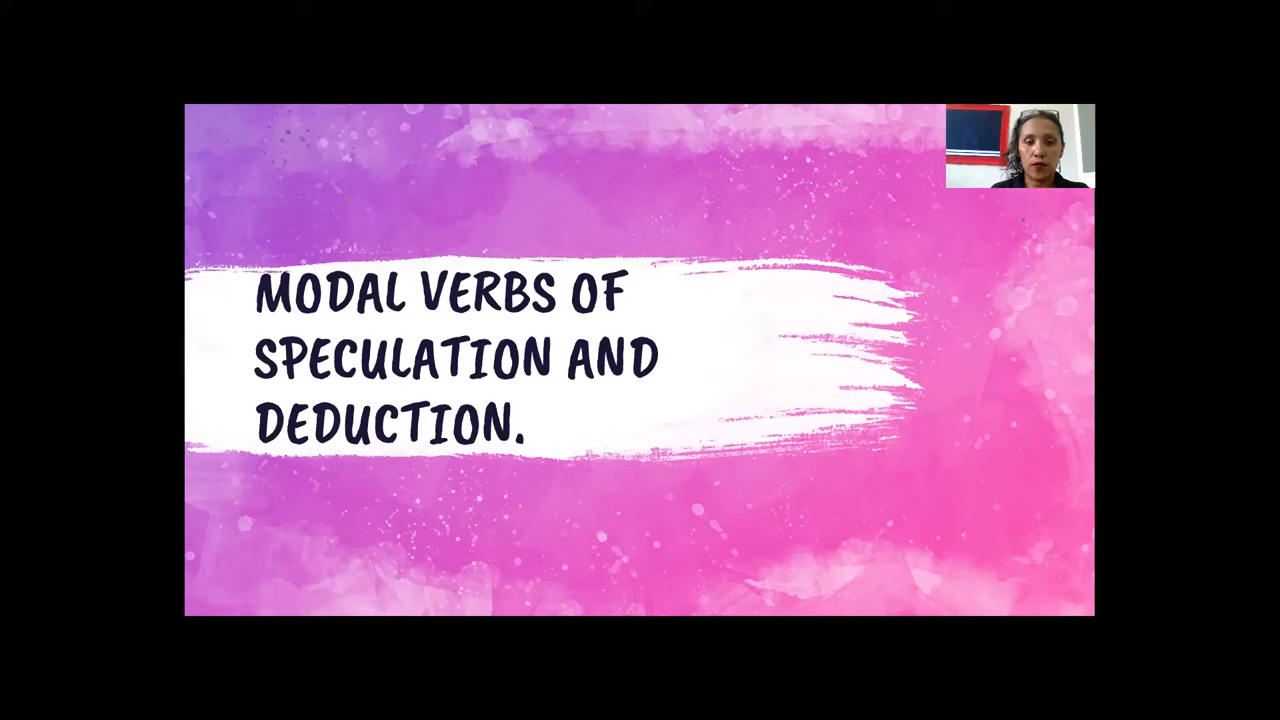 MODAL VERBS OF
SPECULATION AND
DEDUCTION.